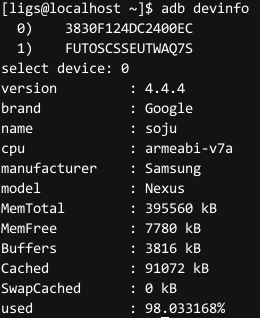 [ligs@localhost ~]$ adb devinfo
0) 3830F124DC2400EC
1) FUTOSCSSEUTWAQ7S
select device: 0
version : 4.4.4
brand : Google
name : soju
cpu : armeabi-v7a
manufacturer : Samsung
model : Nexus
MemTotal : 395560 kB
MemFree : 7780 kB
Buffers : 3816 kB
Cached : 91072 kB
SwapCached : 0 kB
used : 98.033168%